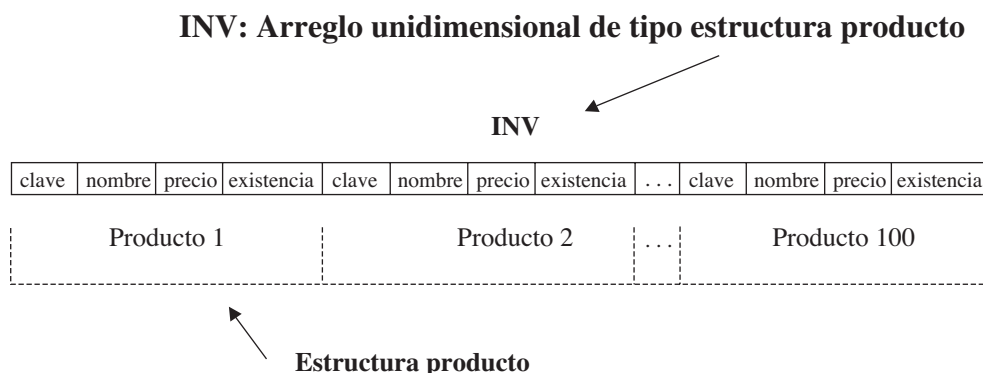 INV: Arreglo unidimensional de tipo estructura producto
INV
clave nombre precio existencia clave nombre precio existencia . . . clave nombre precio existencia
Producto 1 Producto 2 . . . Producto 100
Estructura producto